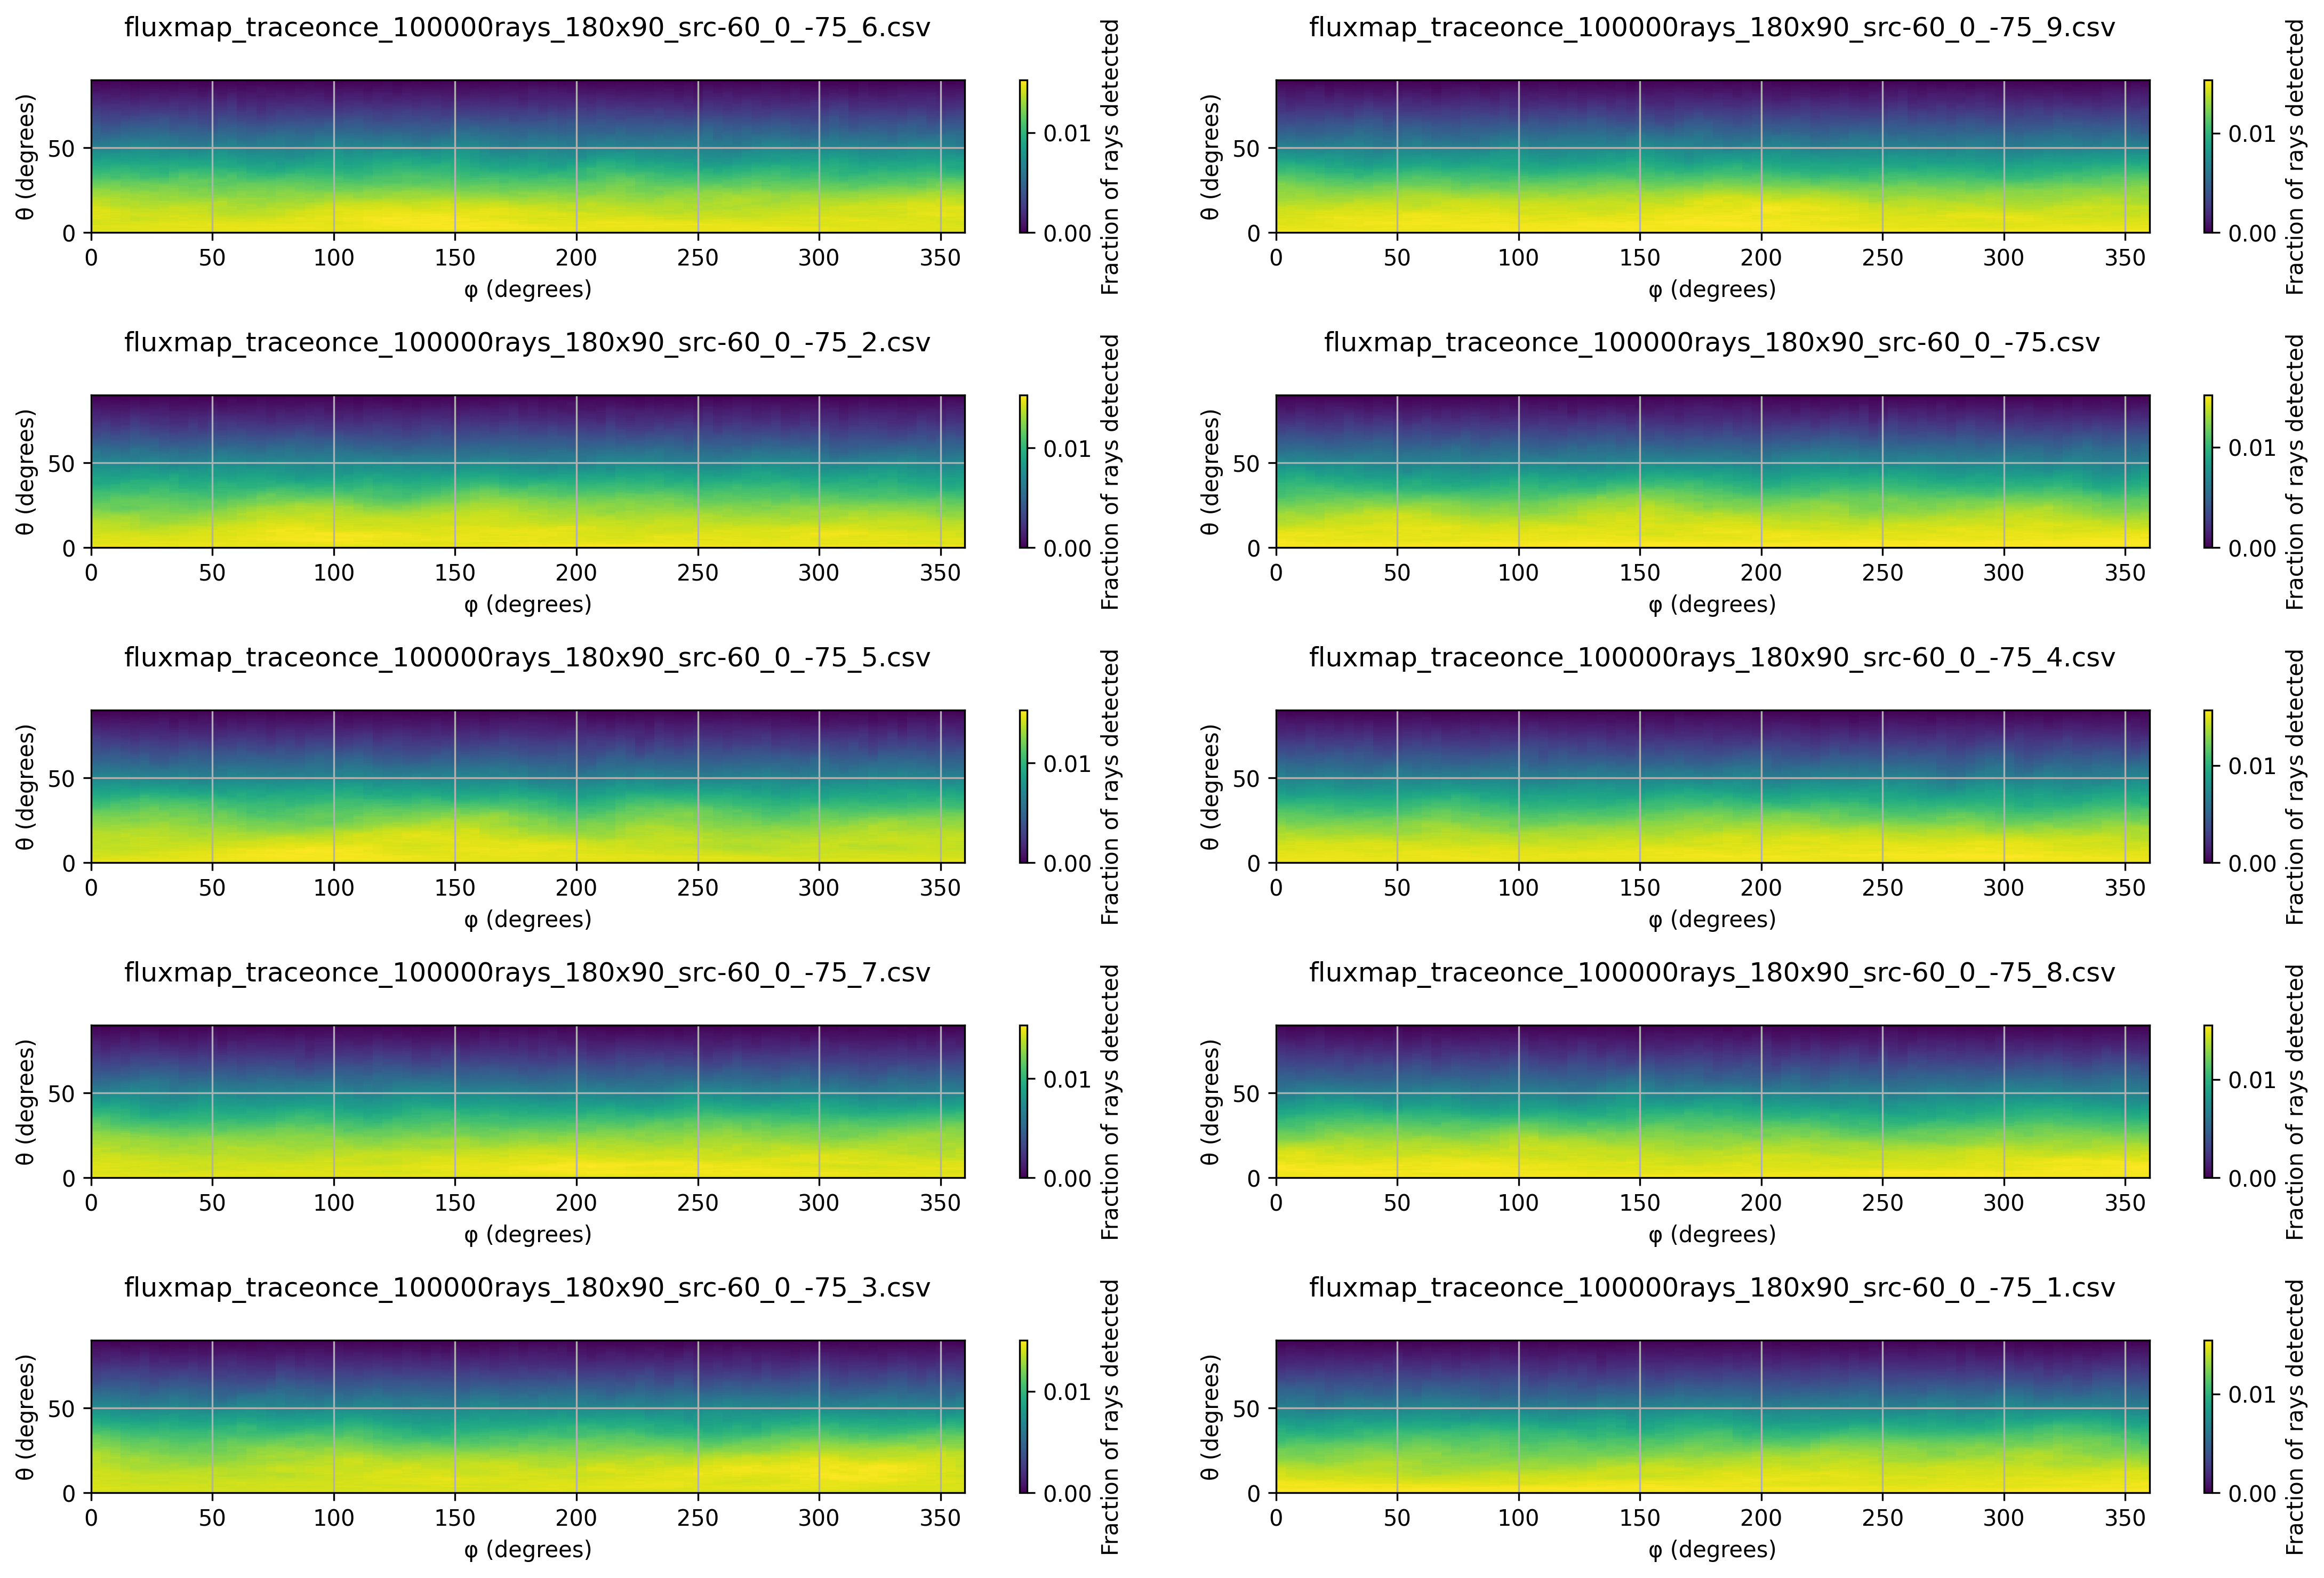 fluxmap_traceonce_100000rays_180x90_src-60_0_-75_6.csv
θ (degrees)
50
0
0 50 100 150 200 250 300 350
φ (degrees)
0.01
0.00
Fraction of rays detected
fluxmap_traceonce_100000rays_180x90_src-60_0_-75_9.csv
θ (degrees)
50
0
0 50 100 150 200 250 300 350
φ (degrees)
0.01
0.00
Fraction of rays detected
fluxmap_traceonce_100000rays_180x90_src-60_0_-75_2.csv
θ (degrees)
50
0
0 50 100 150 200 250 300 350
φ (degrees)
0.01
0.00
Fraction of rays detected
fluxmap_traceonce_100000rays_180x90_src-60_0_-75.csv
θ (degrees)
50
0
0 50 100 150 200 250 300 350
φ (degrees)
0.01
0.00
Fraction of rays detected
fluxmap_traceonce_100000rays_180x90_src-60_0_-75_5.csv
θ (degrees)
50
0
0 50 100 150 200 250 300 350
φ (degrees)
0.01
0.00
Fraction of rays detected
fluxmap_traceonce_100000rays_180x90_src-60_0_-75_4.csv
θ (degrees)
50
0
0 50 100 150 200 250 300 350
φ (degrees)
0.01
0.00
Fraction of rays detected
fluxmap_traceonce_100000rays_180x90_src-60_0_-75_7.csv
θ (degrees)
50
0
0 50 100 150 200 250 300 350
φ (degrees)
0.01
0.00
Fraction of rays detected
fluxmap_traceonce_100000rays_180x90_src-60_0_-75_8.csv
θ (degrees)
50
0
0 50 100 150 200 250 300 350
φ (degrees)
0.01
0.00
Fraction of rays detected
fluxmap_traceonce_100000rays_180x90_src-60_0_-75_3.csv
θ (degrees)
50
0
0 50 100 150 200 250 300 350
φ (degrees)
0.01
0.00
Fraction of rays detected
fluxmap_traceonce_100000rays_180x90_src-60_0_-75_1.csv
θ (degrees)
50
0
0 50 100 150 200 250 300 350
φ (degrees)
0.01
0.00
Fraction of rays detected